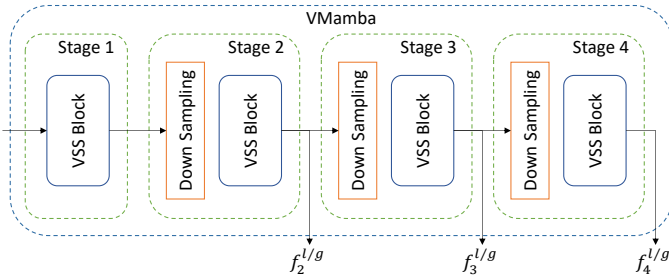 VMamba
Stage 1
Stage 2
Stage 3
Stage 4
VSS Block
Down Sampling
VSS Block
Down Sampling
VSS Block
Down Sampling
VSS Block
f_2^{l/g}
f_3^{l/g}
f_4^{l/g}